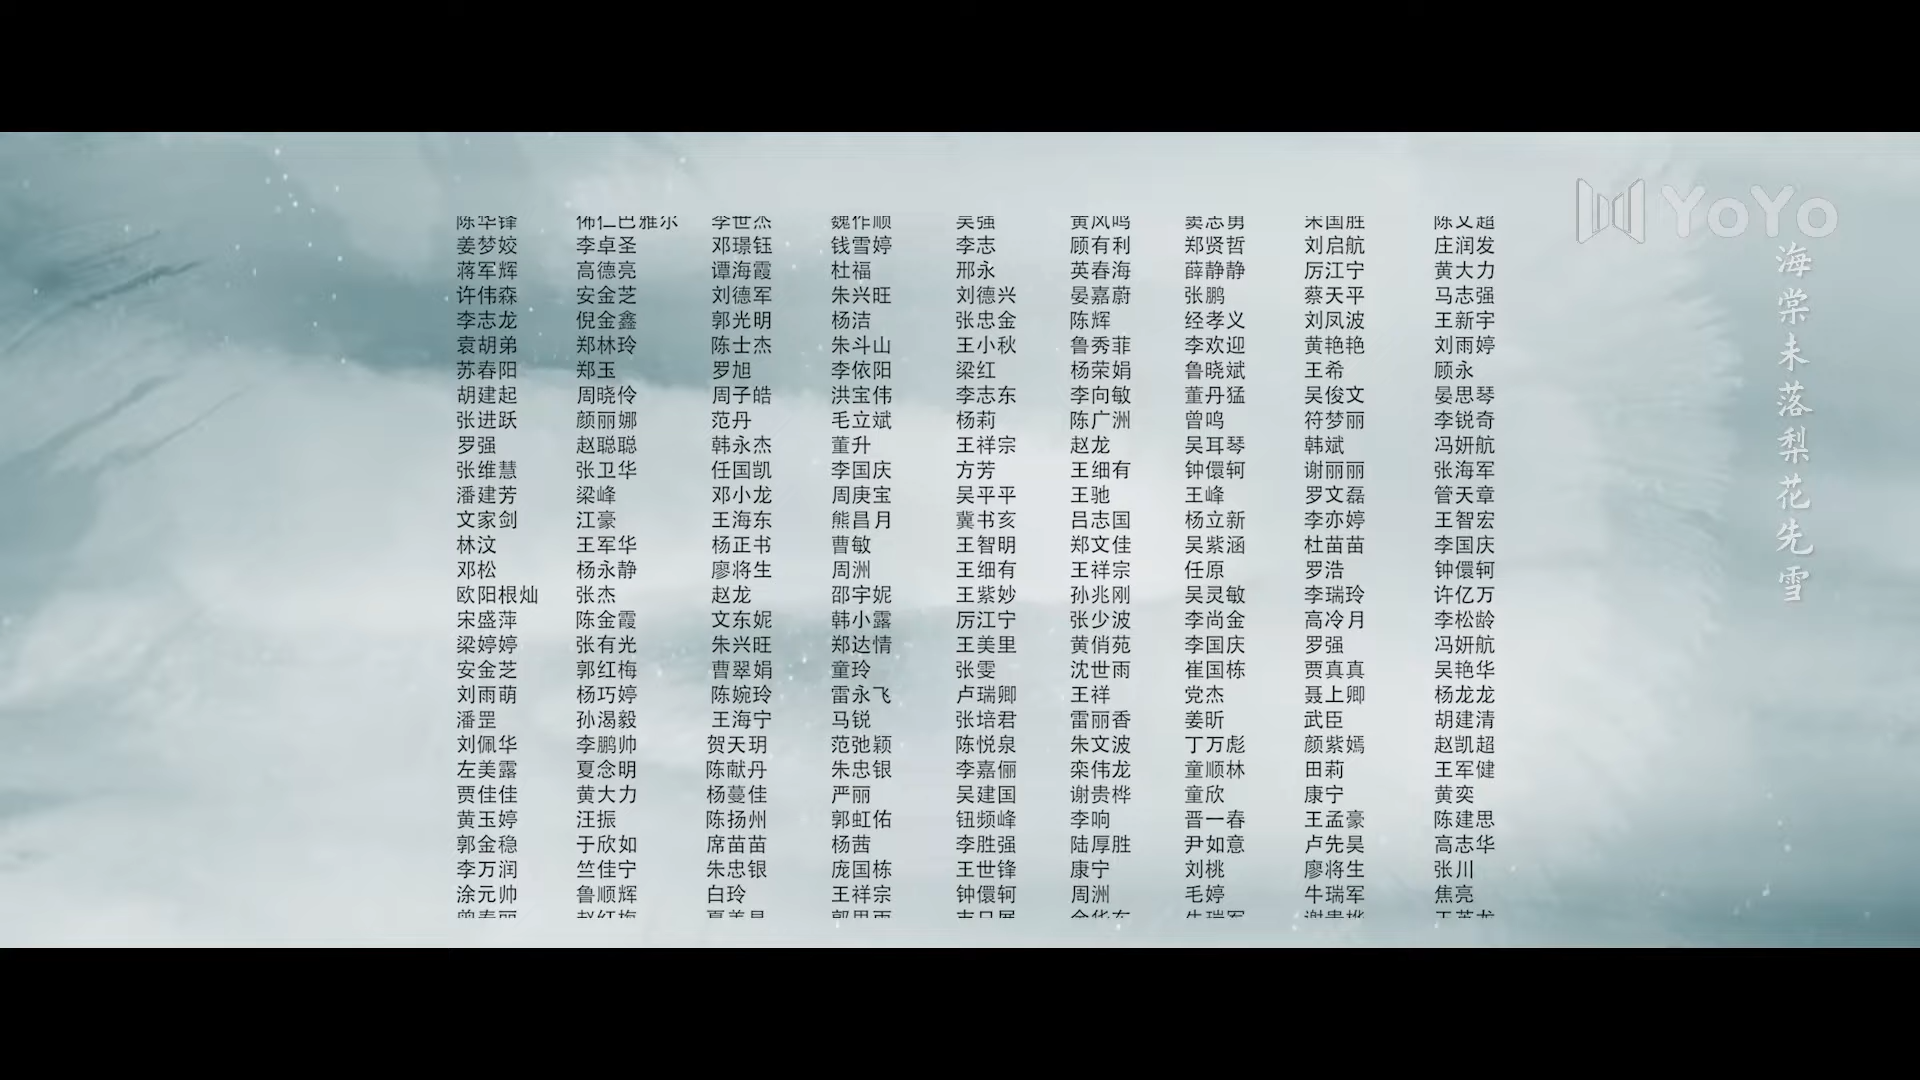 YoYo
海棠未落梨花先雪
陈华锋 李世杰 魏作顺 吴强 黄凤鸣 窦志勇 宋国胜 陈义超
姜梦姣 李卓圣 邓璟钰 钱雪婷 李志 顾有利 郑贤哲 刘启航 庄润发
蒋军辉 高德亮 谭海霞 杜福 邢永 英春海 薛静静 厉江宁 黄大力
许伟森 安金芝 刘德军 朱兴旺 刘德兴 晏嘉蔚 张鹏 蔡天平 马志强
李志龙 倪金鑫 郭光明 杨洁 张忠金 陈辉 经孝义 刘凤波 王新宇
袁胡弟 郑林玲 陈士杰 朱斗山 王小秋 鲁秀菲 李欢迎 黄艳艳 刘雨婷
苏春阳 郑玉 罗旭 李依阳 梁红 杨荣娟 鲁晓斌 王希 顾永
胡建起 周晓伶 周子皓 洪宝伟 李志东 李向敏 董丹猛 吴俊文 晏思琴
张进跃 颜丽娜 范丹 毛立斌 杨莉 陈广洲 曾鸣 符梦丽 李锐奇
罗强 赵聪聪 韩永杰 董升 王祥宗 赵龙 吴耳琴 韩斌 冯妍航
张维慧 张卫华 任国凯 李国庆 方芳 王细有 钟儇轲 谢丽丽 张海军
潘建芳 梁峰 邓小龙 周庚宝 吴平平 王驰 王峰 罗文磊 管天章
文家剑 江豪 王海东 熊昌月 冀书亥 吕志国 杨立新 李亦婷 王智宏
林汶 王军华 杨正书 曹敏 王智明 郑文佳 吴紫涵 杜苗苗 李国庆
邓松 杨永静 廖将生 周洲 王细有 王祥宗 任原 罗浩 钟儇轲
欧阳根灿 张杰 赵龙 邵宇妮 王紫妙 孙兆刚 吴灵敏 李瑞玲 许亿万
宋盛萍 陈金霞 文东妮 韩小露 厉江宁 张少波 李尚金 高冷月 李松龄
梁婷婷 张有光 朱兴旺 郑达情 王美里 黄俏苑 李国庆 罗强 冯妍航
安金芝 郭红梅 曹翠娟 童玲 张雯 沈世雨 崔国栋 贾真真 吴艳华
刘雨萌 杨巧婷 陈婉玲 雷永飞 卢瑞卿 王祥 党杰 聂上卿 杨龙龙
潘罡 孙渴毅 王海宁 马锐 张培君 雷丽香 姜昕 武臣 胡建清
刘佩华 李鹏帅 贺天玥 范弛颖 陈悦泉 朱文波 丁万彪 颜紫嫣 赵凯超
左美露 夏念明 陈献丹 朱忠银 李嘉俪 栾伟龙 童顺林 田莉 王军健
贾佳佳 黄大力 杨蔓佳 严丽 吴建国 谢贵桦 童欣 康宁 黄奕
黄玉婷 汪振 陈扬州 郭虹佑 钮频峰 李响 晋一春 王孟豪 陈建思
郭金稳 于欣如 席苗苗 杨茜 李胜强 陆厚胜 尹如意 卢先昊 高志华
李万润 竺佳宁 朱忠银 庞国栋 王世锋 康宁 刘桃 廖将生 张川
涂元帅 鲁顺辉 白玲 王祥宗 钟儇轲 周洲 毛婷 牛瑞军 焦亮